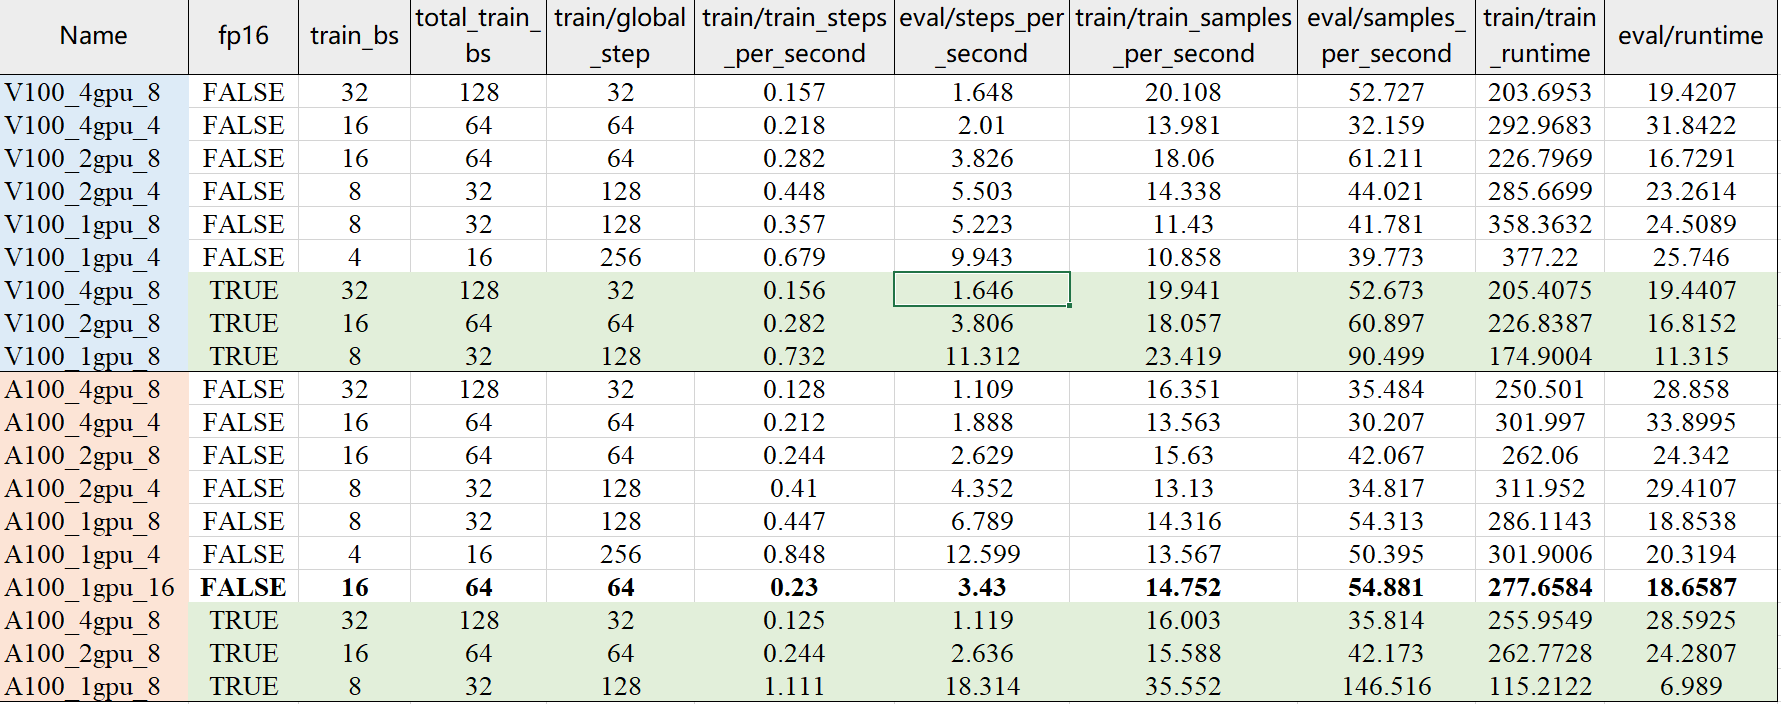 Name fp16 train_bs total_train_bs train/global_step train/train_steps_per_second eval/steps_per_second train/train_samples_per_second eval/samples_per_second train/train_runtime eval/runtime
V100_4gpu_8 FALSE 32 128 32 0.157 1.648 20.108 52.727 203.6953 19.4207
V100_4gpu_4 FALSE 16 64 64 0.218 2.01 13.981 32.159 292.9683 31.8422
V100_2gpu_8 FALSE 16 64 64 0.282 3.826 18.06 61.211 226.7969 16.7291
V100_2gpu_4 FALSE 8 32 128 0.448 5.503 14.338 44.021 285.6699 23.2614
V100_1gpu_8 FALSE 8 32 128 0.357 5.223 11.43 41.781 358.3632 24.5089
V100_1gpu_4 FALSE 4 16 256 0.679 9.943 10.858 39.773 377.22 25.746
V100_4gpu_8 TRUE 32 128 32 0.156 1.646 19.941 52.673 205.4075 19.4407
V100_2gpu_8 TRUE 16 64 64 0.282 3.806 18.057 60.897 226.8387 16.8152
V100_1gpu_8 TRUE 8 32 128 0.732 11.312 23.419 90.499 174.9004 11.315
A100_4gpu_8 FALSE 32 128 32 0.128 1.109 16.351 35.484 250.501 28.858
A100_4gpu_4 FALSE 16 64 64 0.212 1.888 13.563 30.207 301.997 33.8995
A100_2gpu_8 FALSE 16 64 64 0.244 2.629 15.63 42.067 262.06 24.342
A100_2gpu_4 FALSE 8 32 128 0.41 4.352 13.13 34.817 311.952 29.4107
A100_1gpu_8 FALSE 8 32 128 0.447 6.789 14.316 54.313 286.1143 18.8538
A100_1gpu_4 FALSE 4 16 256 0.848 12.599 13.567 50.395 301.9006 20.3194
A100_1gpu_16 FALSE 16 64 64 0.23 3.43 14.752 54.881 277.6584 18.6587
A100_4gpu_8 TRUE 32 128 32 0.125 1.119 16.003 35.814 255.9549 28.5925
A100_2gpu_8 TRUE 16 64 64 0.244 2.636 15.588 42.173 262.7728 24.2807
A100_1gpu_8 TRUE 8 32 128 1.111 18.314 35.552 146.516 115.2122 6.989